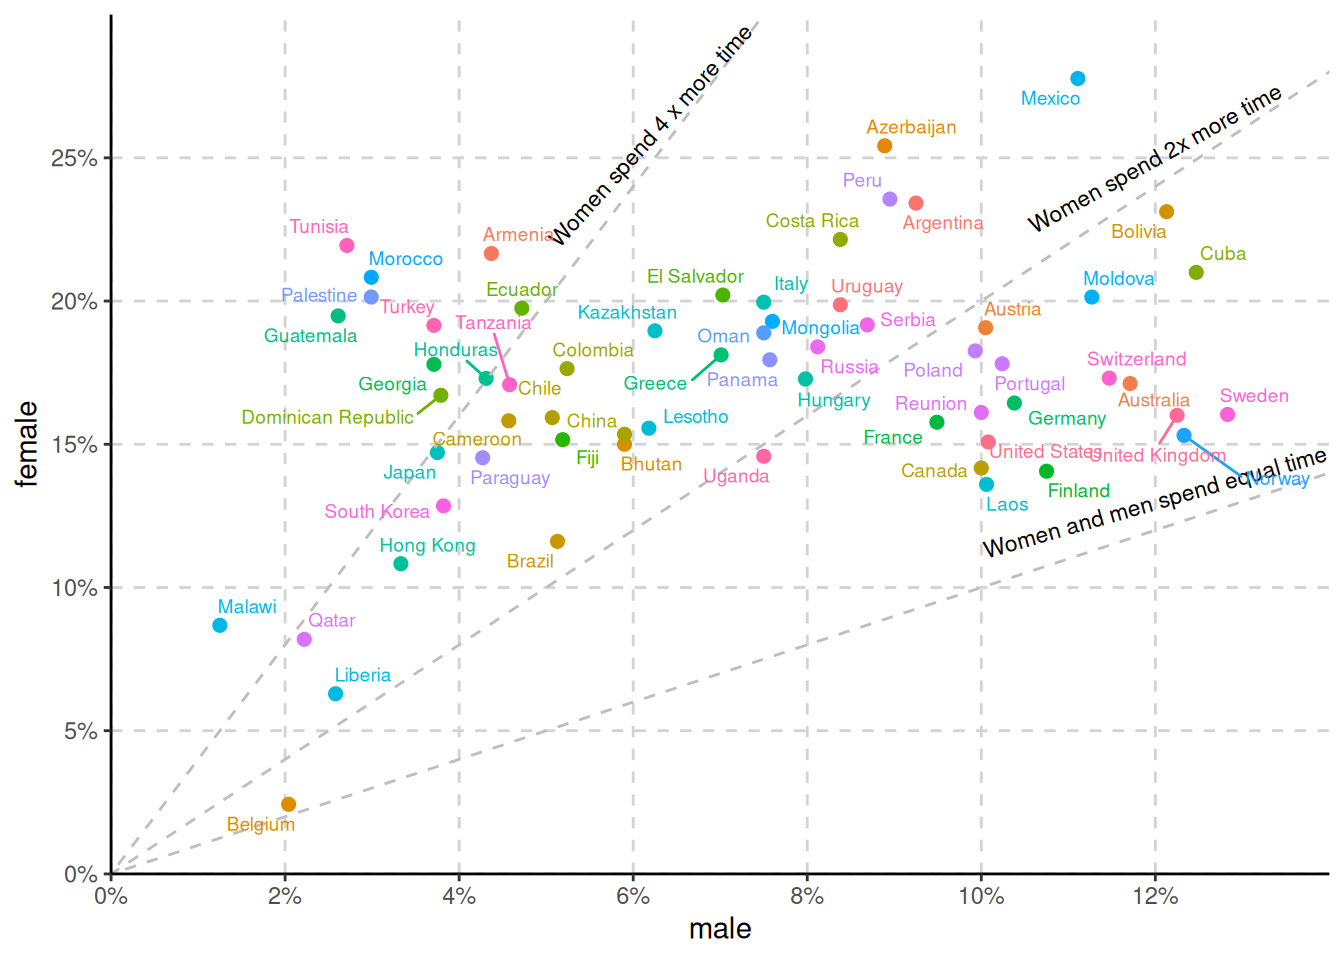 Women spend 4 x more time
Mexico
Women spend 2x more time
Azerbaijan
25%
Peru
Costa Rica
Argentina
Tunisia
Armenia
Bolivia
Cuba
Morocco
El Salvador
Italy
Uruguay
Moldova
Palestine
Ecuador
20%
Turkey
Tanzania
Kazakhstan
Mongolia
Serbia
Austria
Guatemala
Oman
Honduras
Colombia
Russia
Poland
Switzerland
Georgia
Chile
Greece
Panama
Portugal
Hungary
Reunion
Australia
Sweden
Dominican Republic
China
Lesotho
Germany
15%
Cameroon
France
Fiji
Bhutan
United States
United Kingdom
Japan
Paraguay
Uganda
Canada
Norway
Finland
Laos
South Korea
Women and men spend equal time
Hong Kong
Brazil
10%
Malawi
Qatar
Liberia
5%
Belgium
0%
0%
2%
4%
6%
8%
10%
12%
male
female